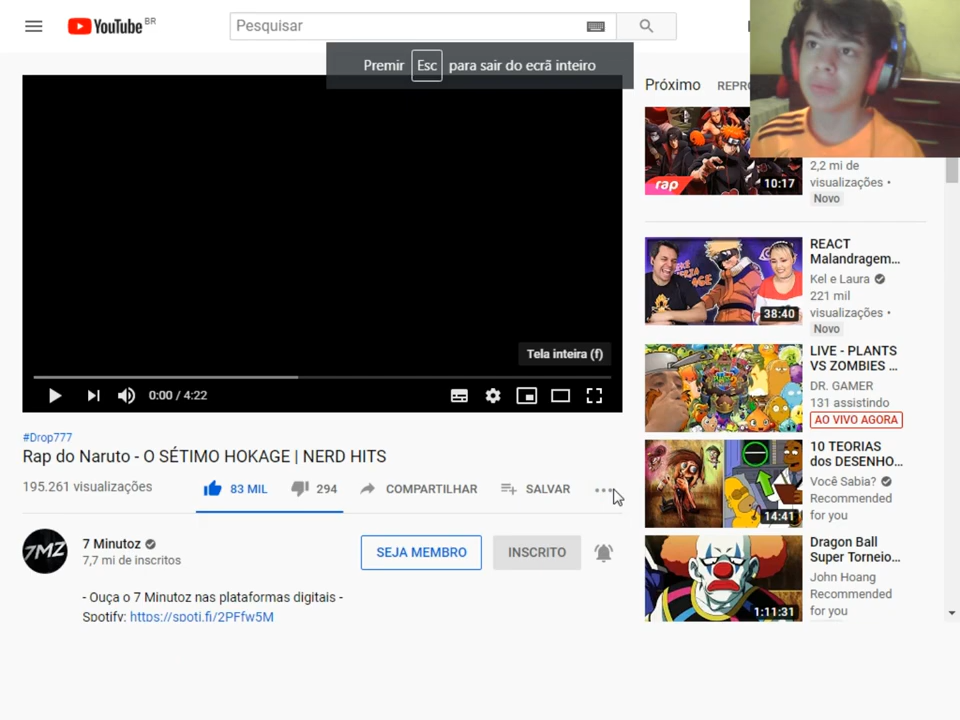 YouTube BR
Pesquisar
Premir Esc para sair do ecrã inteiro
Próximo REPR
rap
10:17
2,2 mi de
visualizações •
Novo
38:40
REACT
Malandragem...
Kel e Laura
221 mil
visualizações •
Novo
LIVE - PLANTS
VS ZOMBIES ...
DR. GAMER
131 assistindo
AO VIVO AGORA
14:41
10 TEORIAS
dos DESENHO...
Você Sabia?
Recommended
for you
1:11:31
Dragon Ball
Super Torneio...
John Hoang
Recommended
for you
Tela inteira (f)
0:00 / 4:22
#Drop777
Rap do Naruto - O SÉTIMO HOKAGE | NERD HITS
195.261 visualizações
83 MIL 294 COMPARTILHAR SALVAR
7MZ
7 Minutoz
7,7 mi de inscritos
SEJA MEMBRO INSCRITO
- Ouça o 7 Minutoz nas plataformas digitais -
Spotify: https://spoti.fi/2PFfw5M